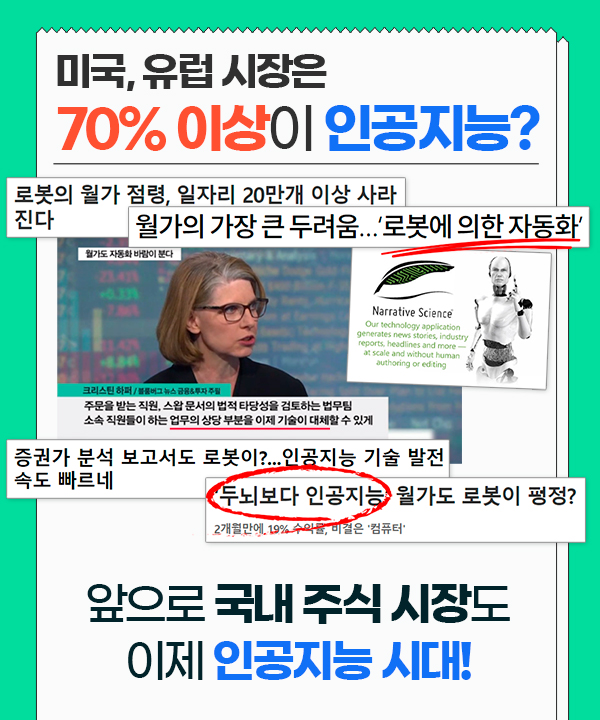 미국, 유럽 시장은
70% 이상이 인공지능?
로봇의 월가 점령, 일자리 20만개 이상 사라
진다
월가의 가장 큰 두려움...'로봇에 의한 자동화'
월가도 자동화 바람이 분다
Narrative Science
Our technology application
generates news stories, industry
reports, headlines and more —
at scale and without human
authoring or editing
크리스틴 하퍼 / 블룸버그 뉴스 금융&투자 주필
주문을 받는 직원, 스왑 문서의 법적 타당성을 검토하는 법무팀
소속 직원들이 하는 업무의 상당 부분을 이제 기술이 대체할 수 있게
증권가 분석 보고서도 로봇이?...인공지능 기술 발전
속도 빠르네
'두뇌보다 인공지능' 월가도 로봇이 평정?
2개월만에 19% 수익률, 비결은 '컴퓨터'
앞으로 국내 주식 시장도
이제 인공지능 시대!